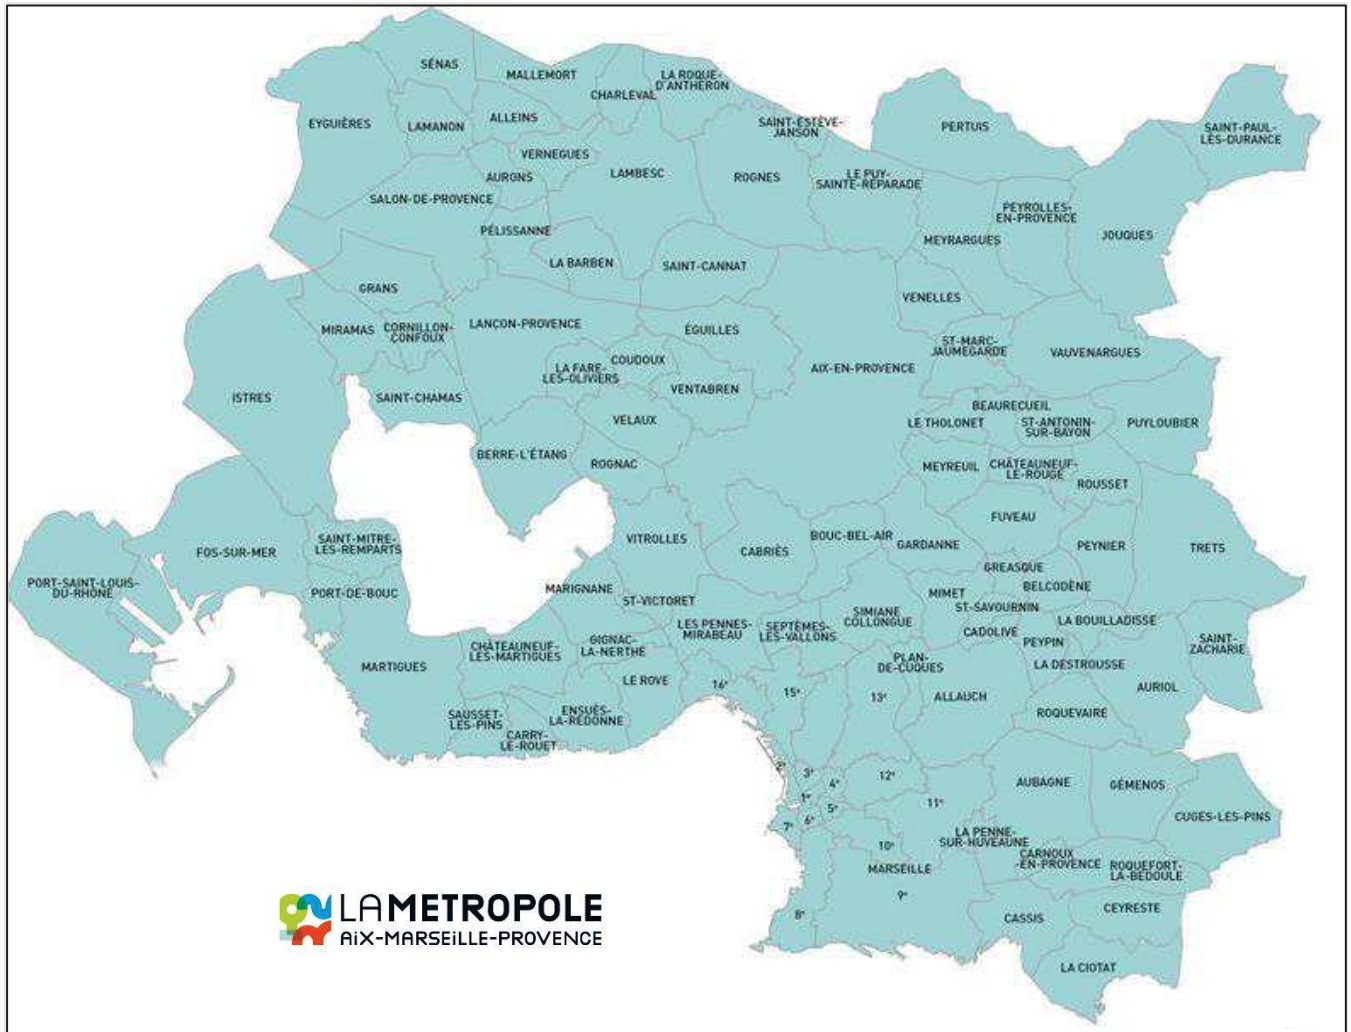 SÉNAS
MALLEMORT
LA ROQUE-
D'ANTHÉRON
CHARLEVAL
EYGUIÈRES
LAMANON
ALLEINS
SAINT-ESTÈVE-
JANSON
PERTUIS
SAINT-PAUL-
LÈS-DURANCE
VERNEGUES
AURONS
LAMBESC
ROGNES
LE PUY-
SAINTE-RÉPARADE
SALON-DE-PROVENCE
PEYROLLES-
EN-PROVENCE
PÉLISSANNE
MEYRARGUES
JOUQUES
LA BARBEN
SAINT-CANNAT
GRANS
VENELLES
MIRAMAS
CORNILLON-
CONFOUX
LANCON-PROVENCE
ÉGUILLES
ST-MARC-
JAUMEGARDE
VAUVENARGUES
COUDOUX
LA FARE-
LES-OLIVIERS
AIX-EN-PROVENCE
ISTRES
SAINT-CHAMAS
VENTABREN
BEAURECUEIL
VELAUX
LE THOLONET
ST-ANTONIN-
SUR-BAYON
PUYLOUBIER
BERRE-L'ÉTANG
ROGNAC
MEYREUIL
CHÂTEAUNEUF-
LE-ROUGE
ROUSSET
FUVEAU
FOS-SUR-MER
SAINT-MITRE-
LES-REMPARTS
VITROLLES
CABRIÈS
BOUC-BEL-AIR
GARDANNE
PEYNIER
TRETS
GREASQUE
PORT-SAINT-LOUIS-
DU-RHÔNE
PORT-DE-BOUC
MARIGNANE
ST-VICTORET
MIMET
BELCODÈNE
ST-SAVOURNIN
LES PENNES-
MIRABEAU
SEPTÈMES-
LES-VALLONS
SIMIANE
COLLONGUE
LA BOUILLADISSE
CADOLIVE
PEYPIN
SAINT-
ZACHARIE
CHÂTEAUNEUF-
LES-MARTIGUES
GIGNAC-
LA-NERTHE
MARTIGUES
PLAN-
DE-CUQUES
LA DESTROUSSE
LE ROVE
16e
15e
13e
ALLAUCH
AURIOL
SAUSSET-
LES-PINS
ENSUÈS-
LA-REDONNE
ROQUEVAIRE
CARRY-
LE-ROUET
2e
3e
4e
12e
AUBAGNE
GÉMENOS
1er
5e
11e
6e
7e
CUGES-LES-PINS
LA PENNE-
SUR-HUVEAUNE
10e
MARSEILLE
CARNOUX
-EN-PROVENCE
ROQUEFORT-
LA-BEDOULE
9e
8e
CASSIS
CEYRESTE
LA CIOTAT
LAMETROPOLE
AiX-MARSEiLLE-PROVENCE